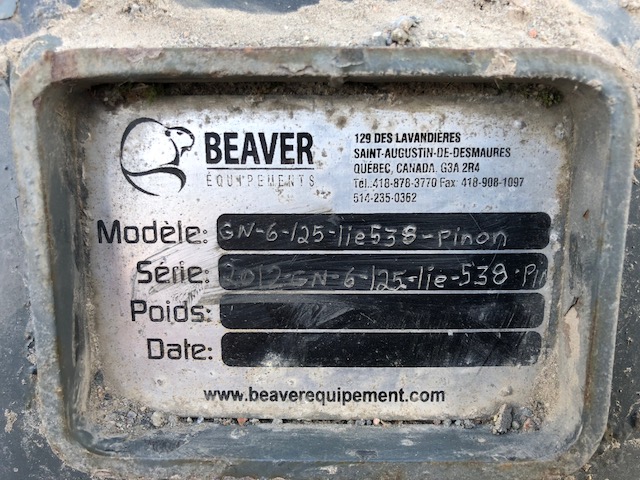 BEAVER
ÉQUIPEMENTS
129 DES LAVANDIÈRES
SAINT-AUGUSTIN-DE-DESMAURES
QUÉBEC, CANADA, G3A 2R4
Tél. 418-878-3770 Fax: 418-908-1097
514-235-0362
Modèle: GN-6-125-lie538-Pinon
Série: 2012-GN-6-125-lie-538-Pi
Poids:
Date:
www.beaverequipement.com